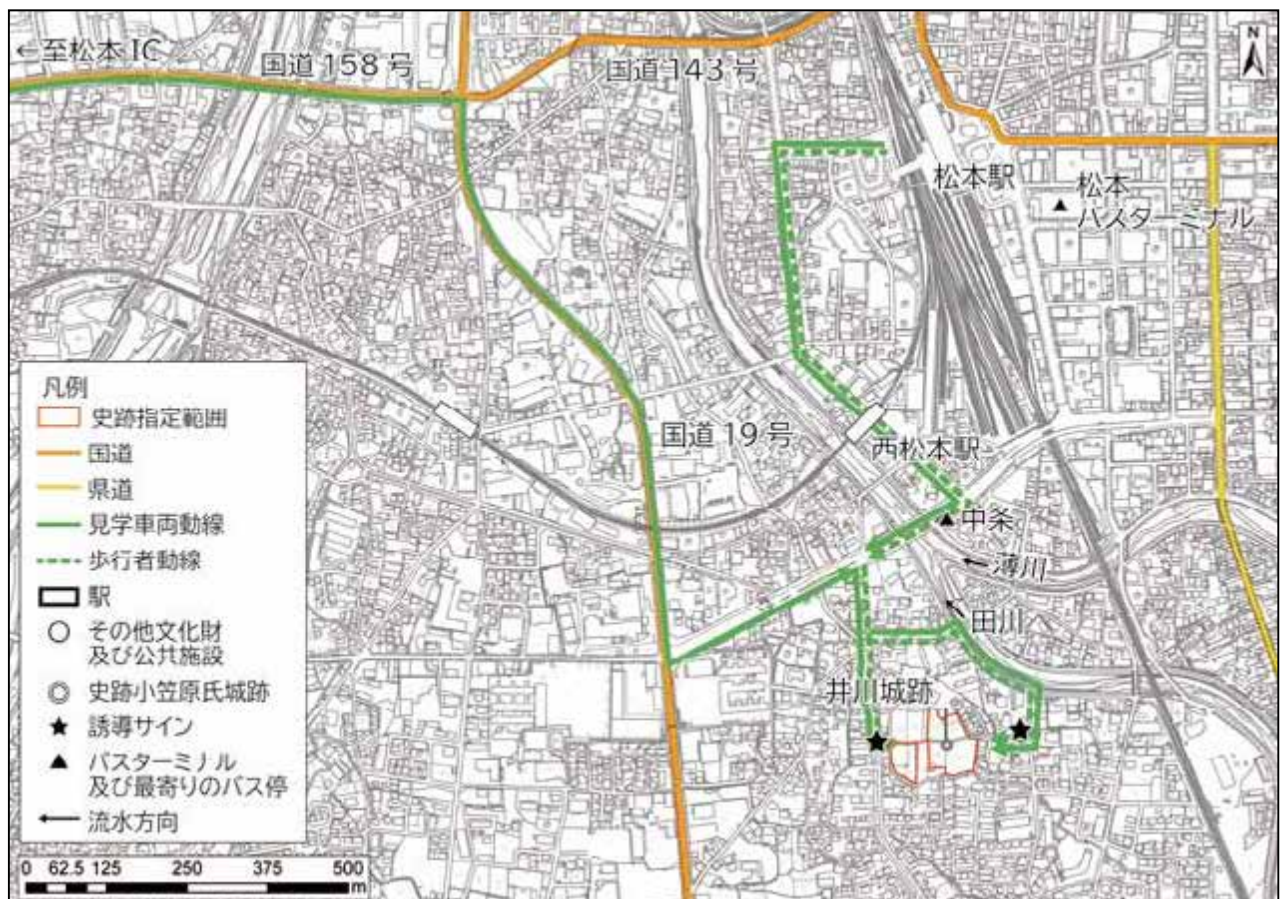 ←至松本IC
国道158号
国道143号
N
松本駅
松本
バスターミナル
国道19号
西松本駅
中条
薄川
田川
井川城跡
凡例
史跡指定範囲
国道
県道
見学車両動線
歩行者動線
駅
その他文化財
及び公共施設
史跡小笠原氏城跡
誘導サイン
バスターミナル
及び最寄りのバス停
流水方向
0 62.5 125 250 375 500
m